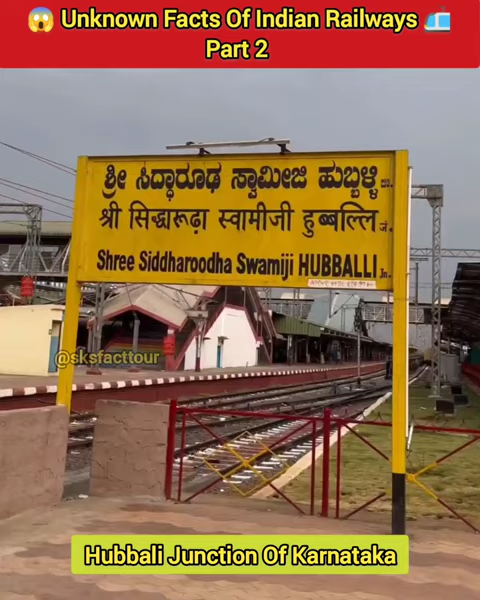 😱 Unknown Facts Of Indian Railways 🚈
Part 2
ಶ್ರೀ ಸಿದ್ಧಾರೂಢ ಸ್ವಾಮೀಜಿ ಹುಬ್ಬಳ್ಳಿ ಜಂ.
श्री सिद्धारूढ़ा स्वामीजी हुब्बल्लि जं.
Shree Siddharoodha Swamiji HUBBALLI Jn.
@sksfacttour
Hubbali Junction Of Karnataka